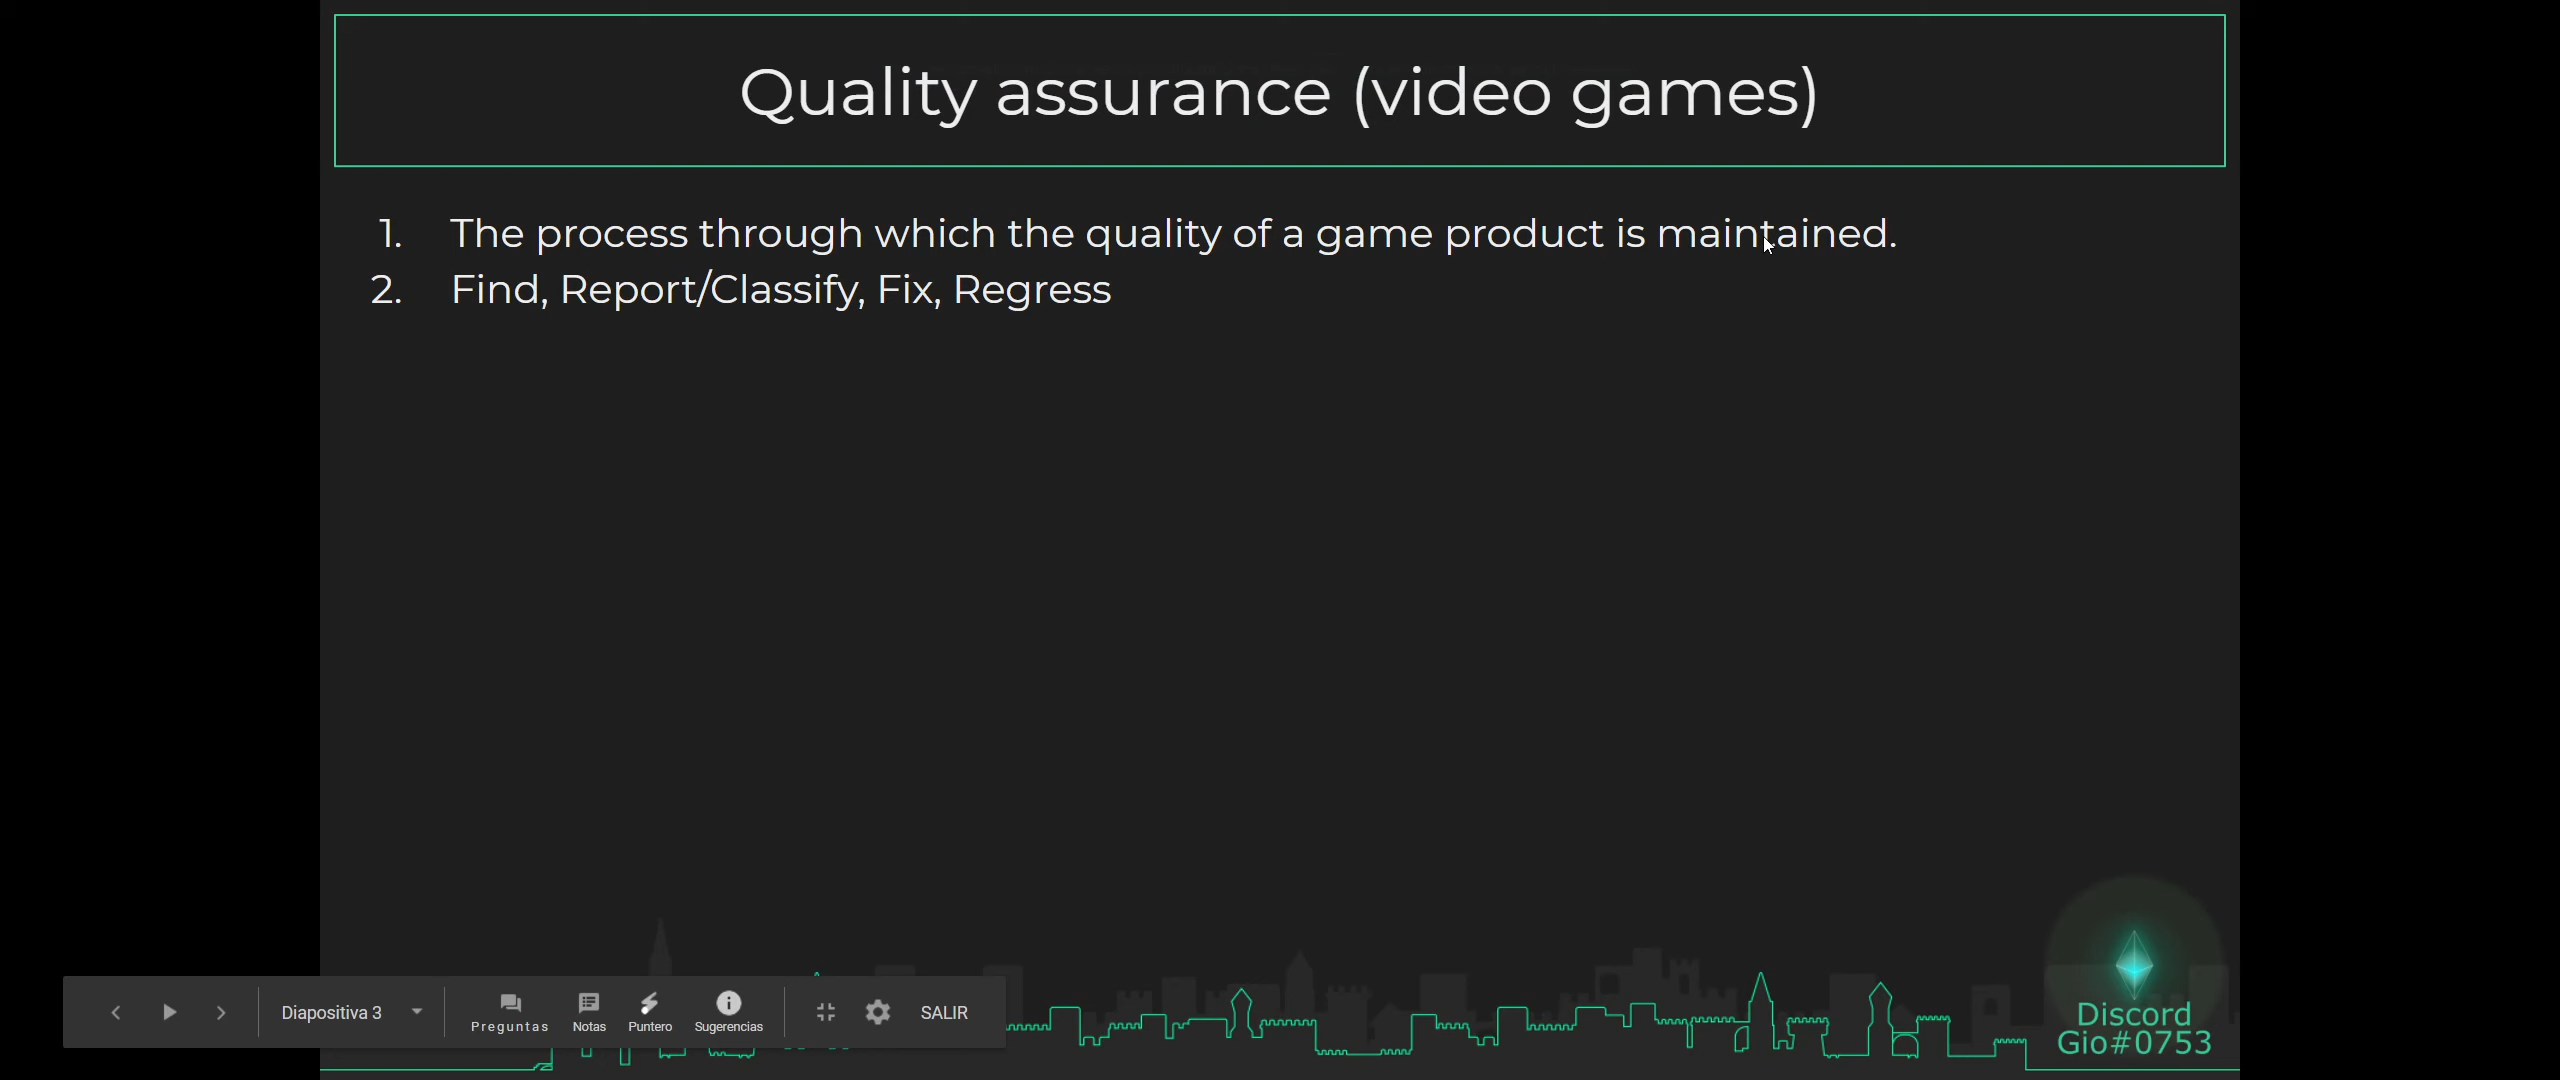 Quality assurance (video games)
1. The process through which the quality of a game product is maintained.
2. Find, Report/Classify, Fix, Regress
Diapositiva 3
Preguntas
Notas
Puntero
Sugerencias
SALIR
Discord
Gio#0753